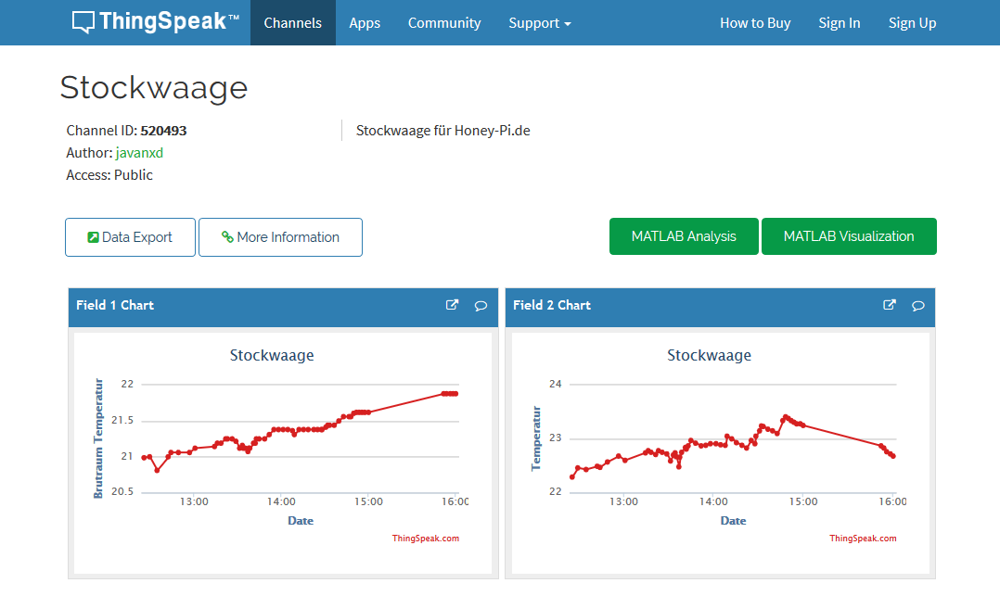 ThingSpeak™ Channels Apps Community Support How to Buy Sign In Sign Up
Stockwaage
Channel ID: 520493
Author: javanxd
Access: Public
Stockwaage für Honey-Pi.de
Data Export More Information MATLAB Analysis MATLAB Visualization
Field 1 Chart
Stockwaage
Brutraum Temperatur
22
21.5
21
20.5
13:00 14:00 15:00 16:00
Date
ThingSpeak.com
Field 2 Chart
Stockwaage
Temperatur
24
23
22
13:00 14:00 15:00 16:00
Date
ThingSpeak.com